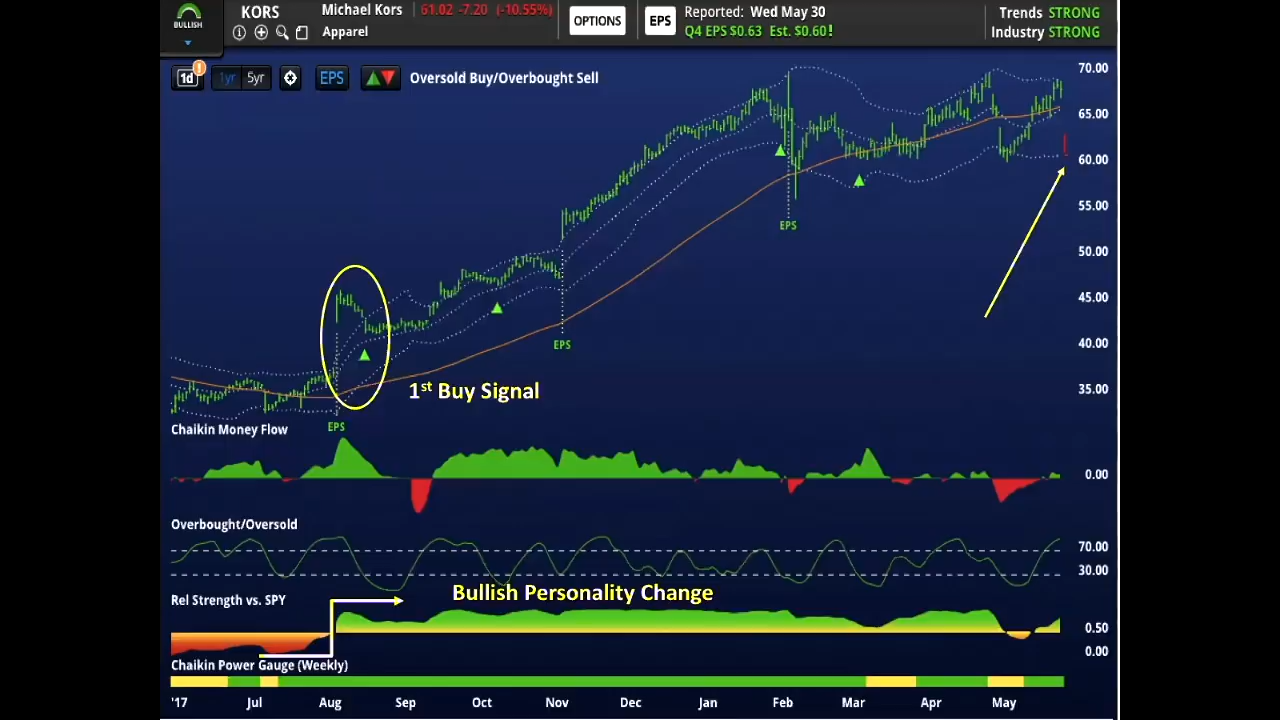 BULLISH
KORS
Michael Kors
61.02 -7.20 (-10.55%)
Apparel
OPTIONS
EPS
Reported: Wed May 30
Q4 EPS $0.63 Est. $0.60!
Trends STRONG
Industry STRONG
1d
!
1yr
5yr
EPS
Oversold Buy/Overbought Sell
70.00
65.00
60.00
55.00
50.00
45.00
40.00
35.00
EPS
EPS
EPS
1st Buy Signal
Chaikin Money Flow
0.00
Overbought/Oversold
70.00
30.00
Bullish Personality Change
Rel Strength vs. SPY
0.50
0.00
Chaikin Power Gauge (Weekly)
'17 Jul Aug Sep Oct Nov Dec Jan Feb Mar Apr May